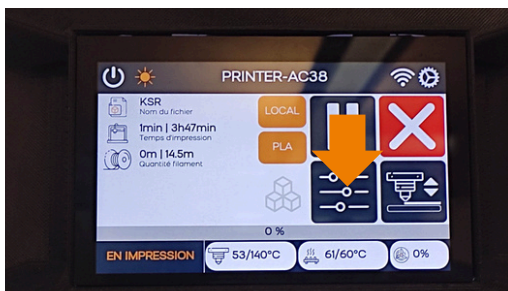 PRINTER-AC38
KSR
Nom du fichier
LOCAL
1min | 3h47min
Temps d'impression
PLA
0m | 14.5m
Quantité filament
0 %
EN IMPRESSION
53/140°C
61/60°C
0%